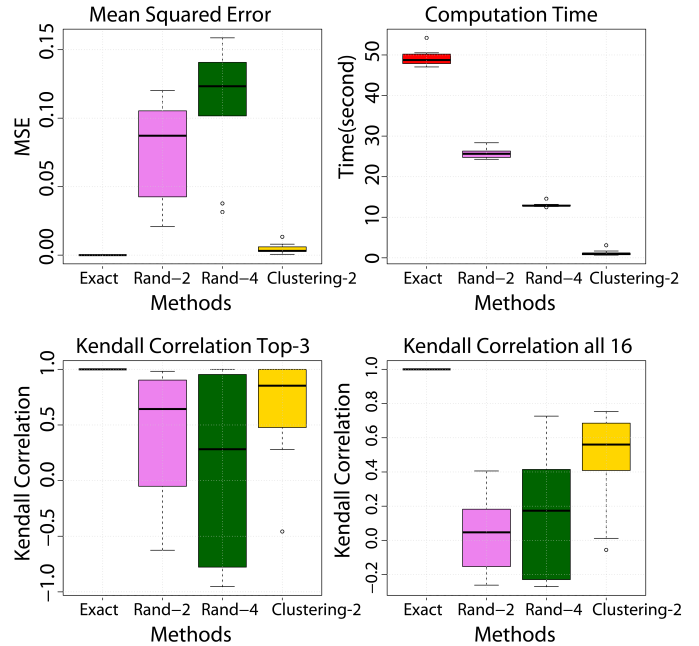 Mean Squared Error
MSE
0.15
0.10
0.05
0.00
Exact Rand−2 Rand−4 Clustering-2
Methods
Computation Time
Time(second)
50
40
30
20
10
0
Exact Rand−2 Rand−4 Clustering-2
Methods
Kendall Correlation Top-3
Kendall Correlation
1.0
0.5
0.0
−0.5
−1.0
Exact Rand−2 Rand−4 Clustering-2
Methods
Kendall Correlation all 16
Kendall Correlation
1.0
0.8
0.6
0.4
0.2
0.0
−0.2
Exact Rand−2 Rand−4 Clustering-2
Methods